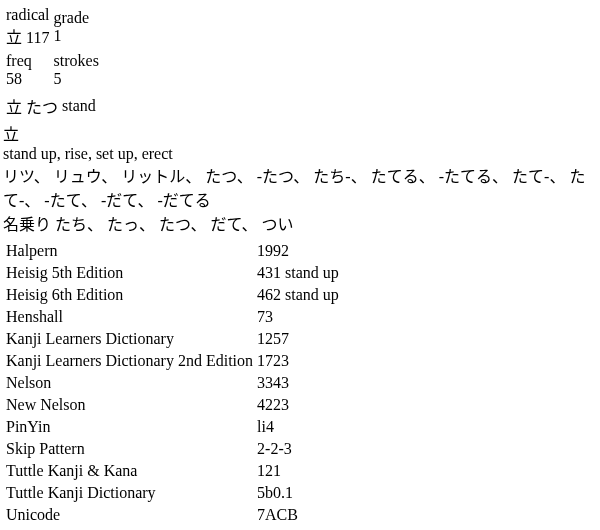 radical grade
立 117 1
freq strokes
58 5
立 たつ stand
立
stand up, rise, set up, erect
リツ、 リュウ、 リットル、 たつ、 -たつ、 たち-、 たてる、 -たてる、 たて-、 た
て-、 -たて、 -だて、 -だてる
名乗り たち、 たっ、 たつ、 だて、 つい
Halpern 1992
Heisig 5th Edition 431 stand up
Heisig 6th Edition 462 stand up
Henshall 73
Kanji Learners Dictionary 1257
Kanji Learners Dictionary 2nd Edition 1723
Nelson 3343
New Nelson 4223
PinYin li4
Skip Pattern 2-2-3
Tuttle Kanji & Kana 121
Tuttle Kanji Dictionary 5b0.1
Unicode 7ACB